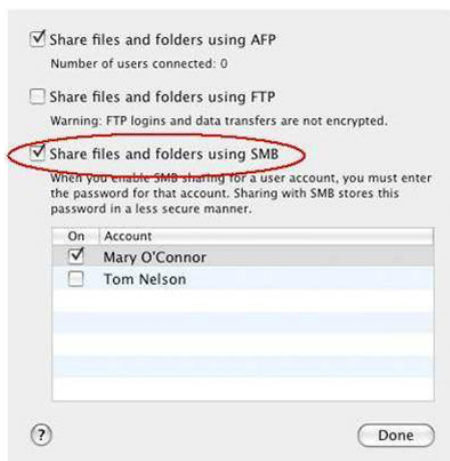 Share files and folders using AFP
Number of users connected: 0
Share files and folders using FTP
Warning: FTP logins and data transfers are not encrypted.
Share files and folders using SMB
When you enable SMB sharing for a user account, you must enter
the password for that account. Sharing with SMB stores this
password in a less secure manner.
On Account
Mary O'Connor
Tom Nelson
? Done